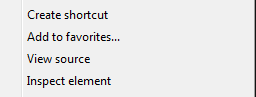 Create shortcut
Add to favorites...
View source
Inspect element